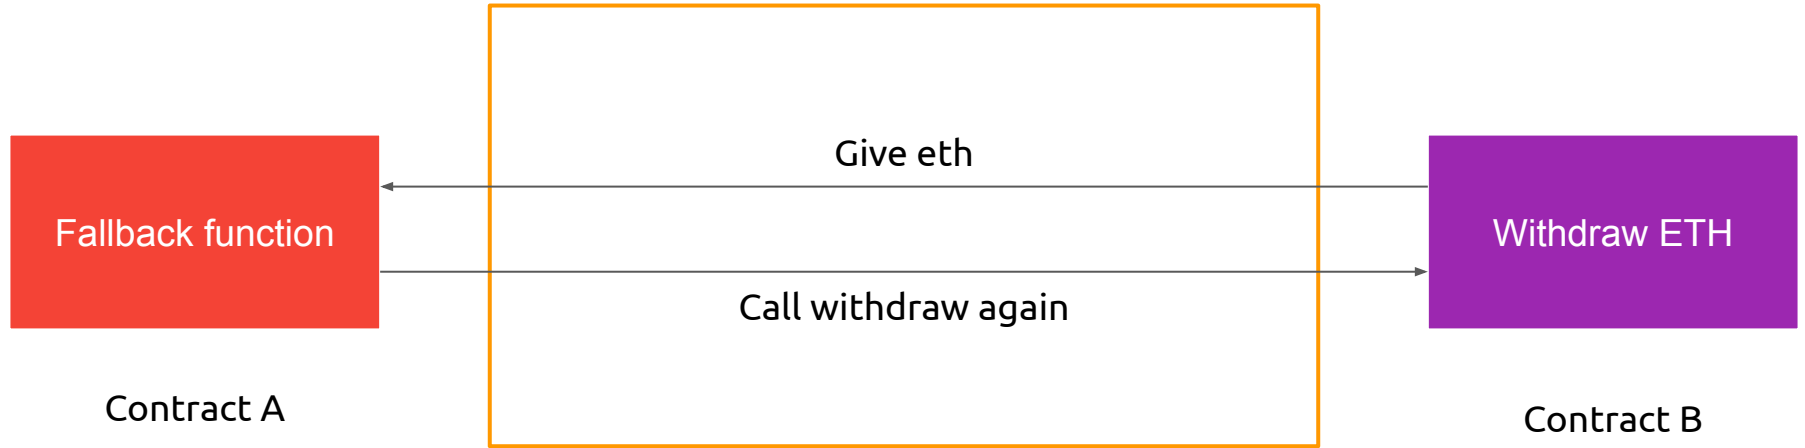 Give eth
Fallback function
Withdraw ETH
Call withdraw again
Contract A
Contract B